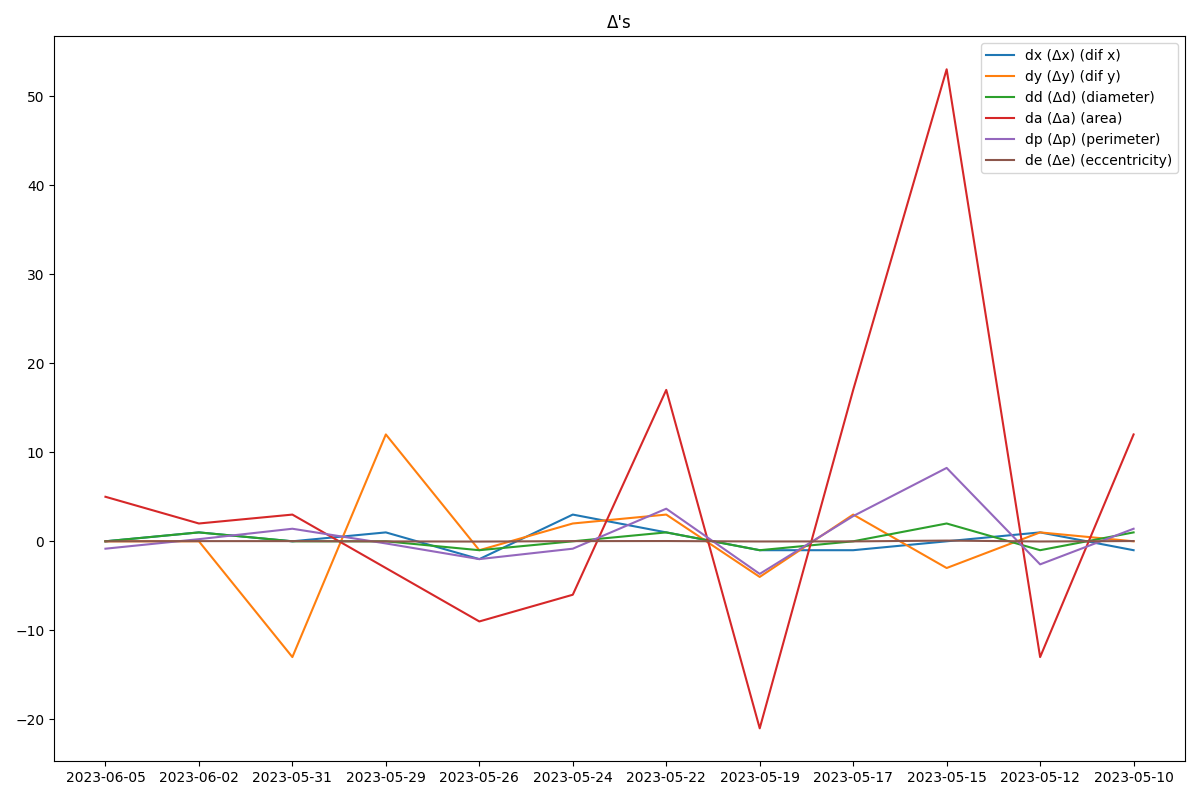 Δ's
dx (Δx) (dif x)
dy (Δy) (dif y)
dd (Δd) (diameter)
da (Δa) (area)
dp (Δp) (perimeter)
de (Δe) (eccentricity)
50
40
30
20
10
0
−10
−20
2023-06-05 2023-06-02 2023-05-31 2023-05-29 2023-05-26 2023-05-24 2023-05-22 2023-05-19 2023-05-17 2023-05-15 2023-05-12 2023-05-10